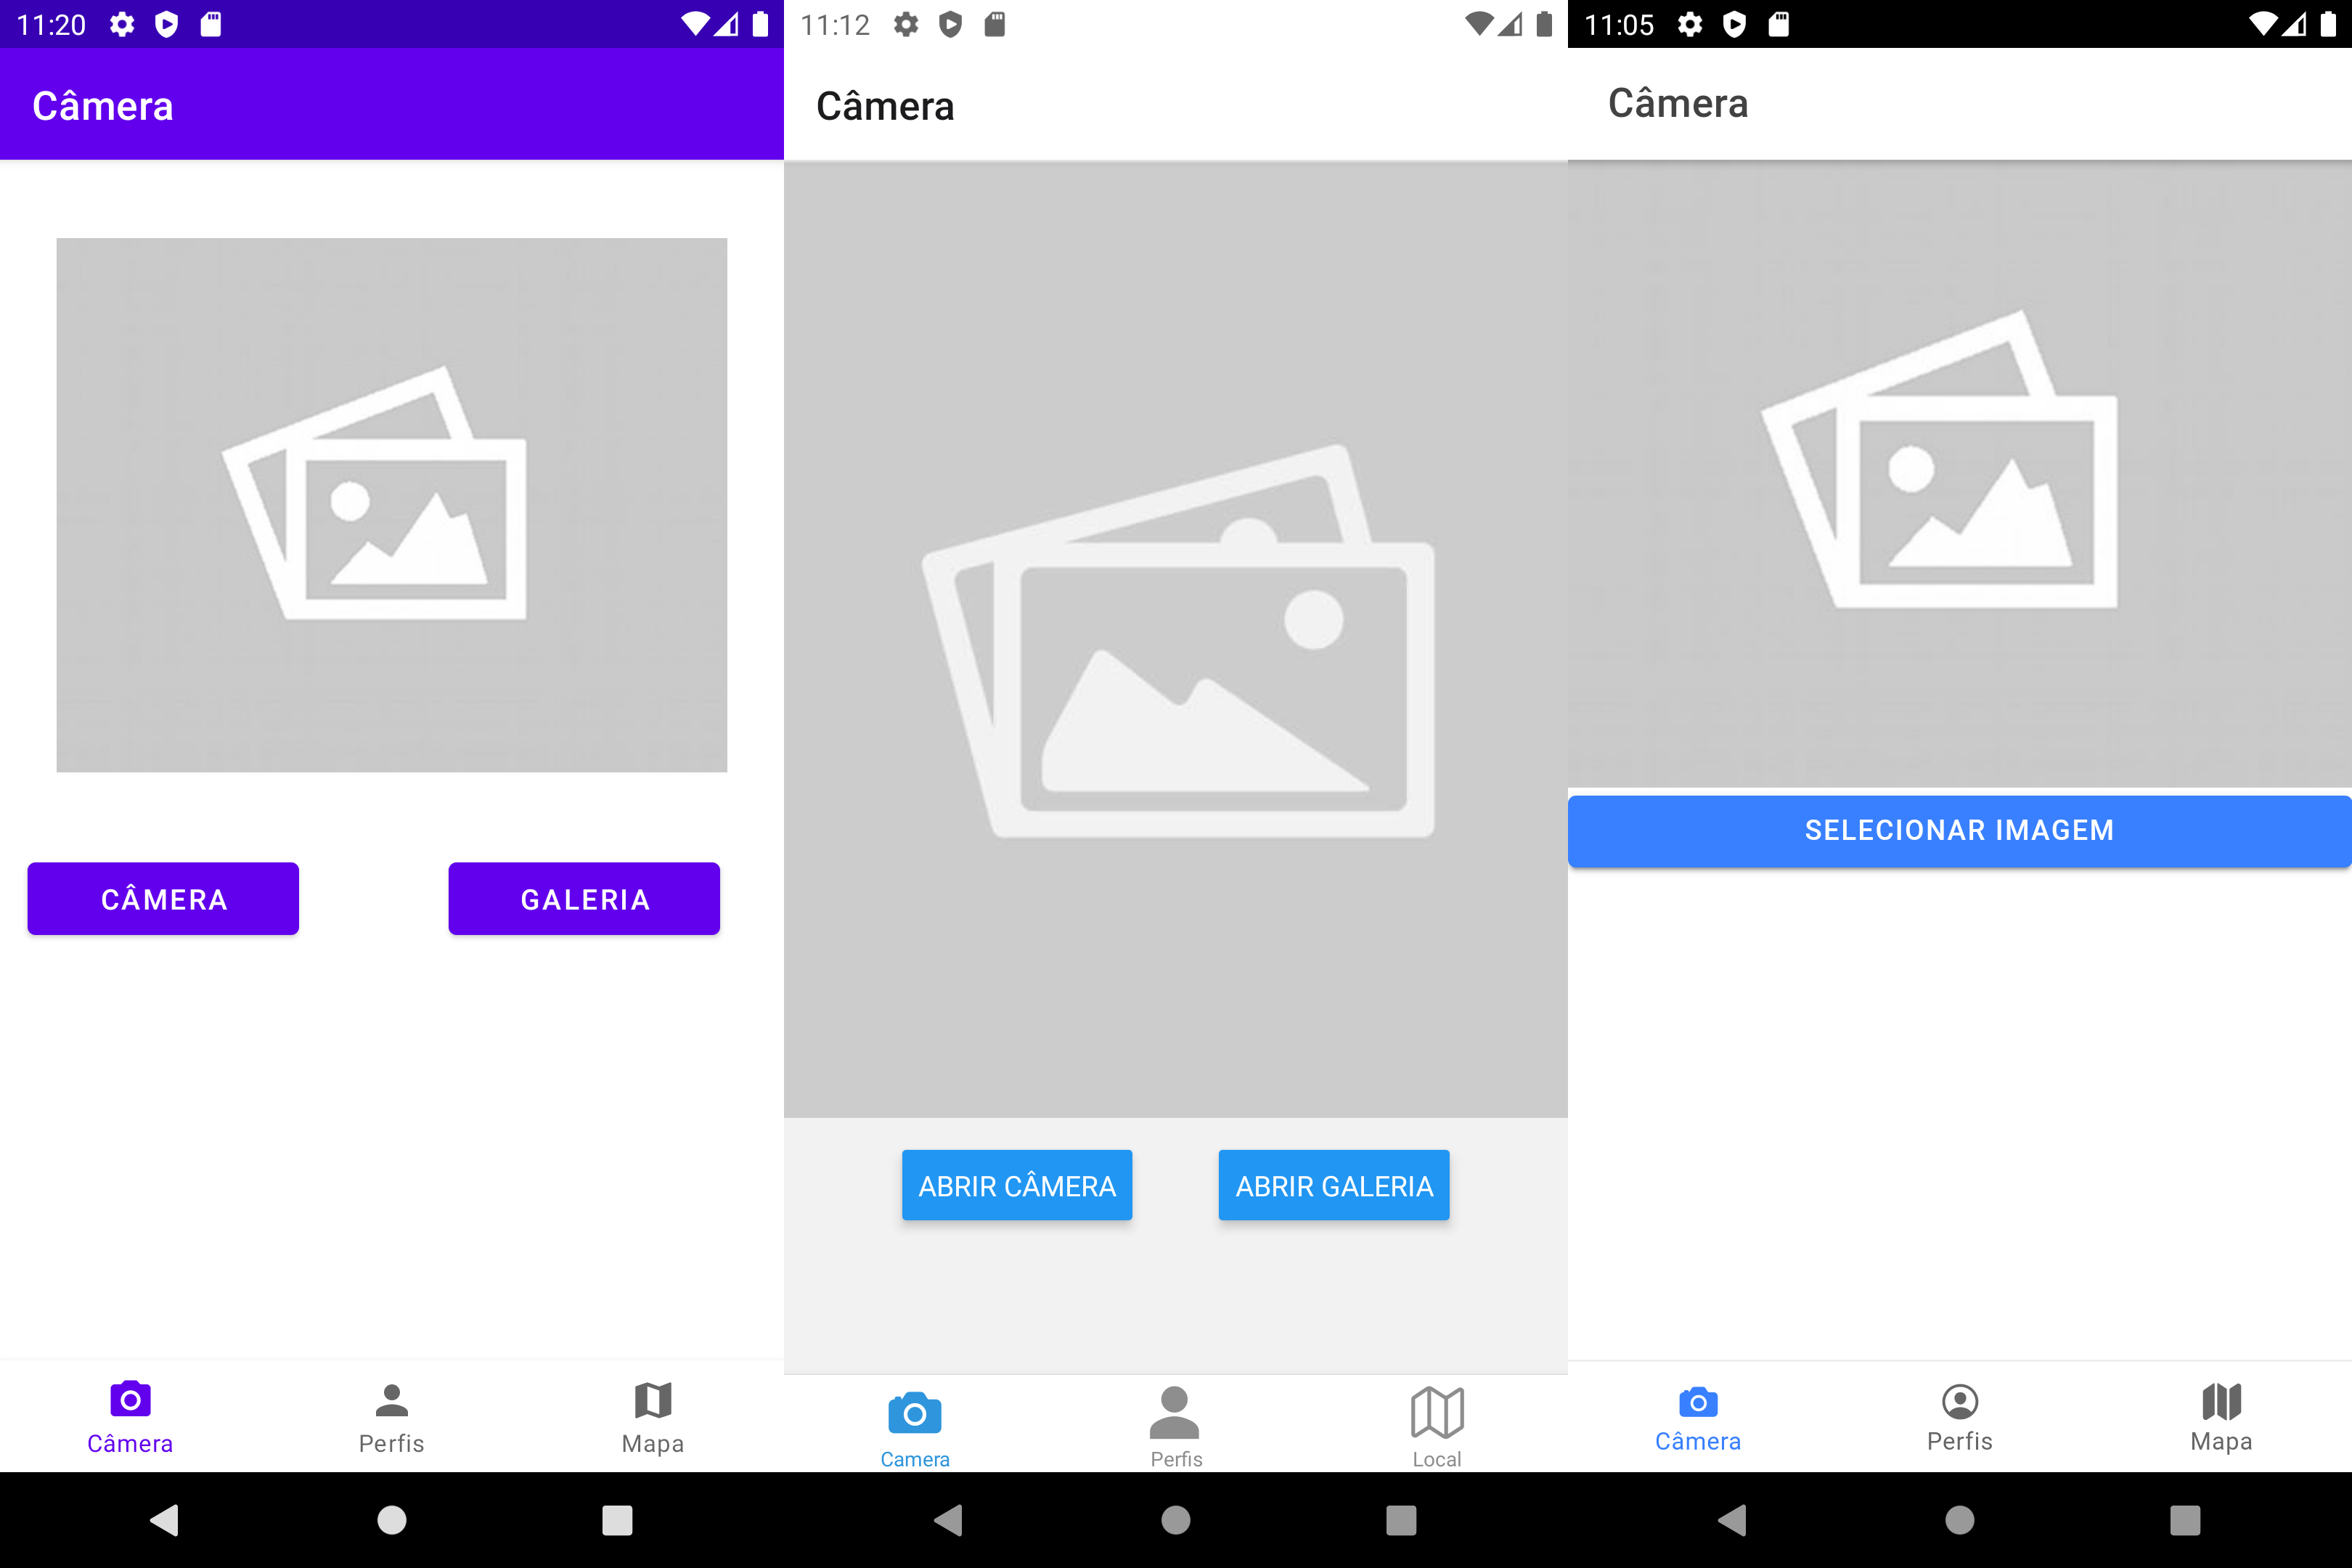 11:20
Câmera
CÂMERA
GALERIA
Câmera
Perfis
Mapa
11:12
Câmera
ABRIR CÂMERA
ABRIR GALERIA
Camera
Perfis
Local
11:05
Câmera
SELECIONAR IMAGEM
Câmera
Perfis
Mapa